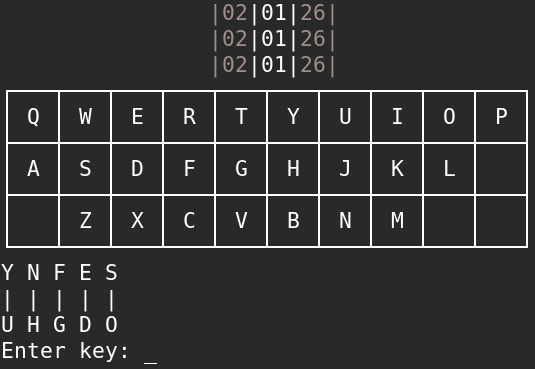 |02|01|26|
|02|01|26|
|02|01|26|
Q W E R T Y U I O P
A S D F G H J K L
Z X C V B N M
Y N F E S
| | | | |
U H G D O
Enter key: _